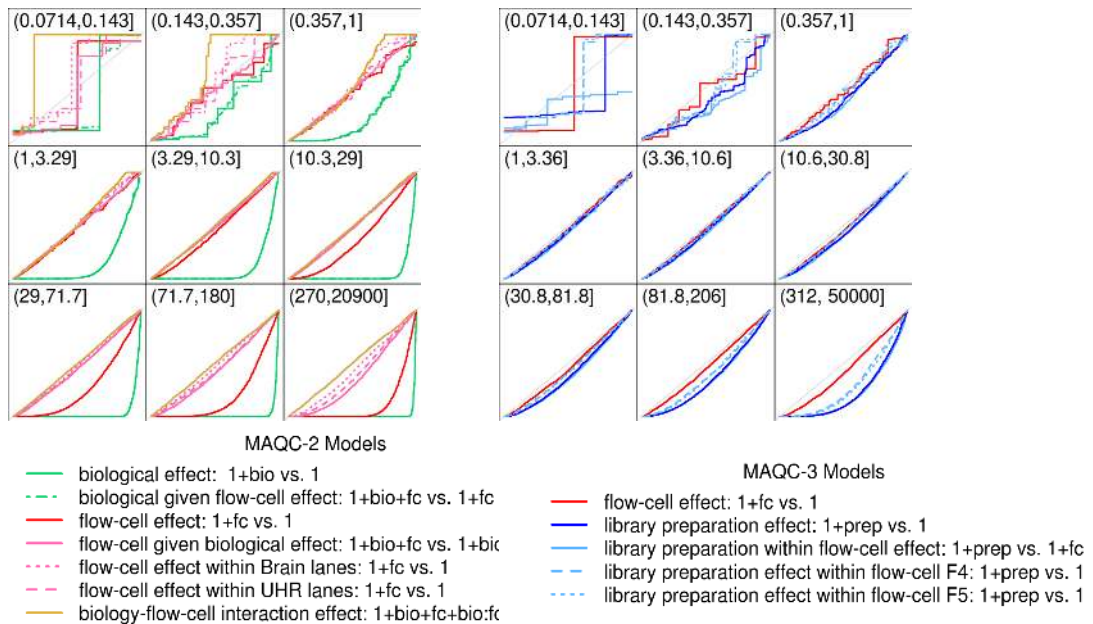 (0.0714,0.143]
(0.143,0.357]
(0.357,1]
(1,3.29]
(3.29,10.3]
(10.3,29]
(29,71.7]
(71.7,180]
(270,20900]
MAQC-2 Models
biological effect: 1+bio vs. 1
biological given flow-cell effect: 1+bio+fc vs. 1+fc
flow-cell effect: 1+fc vs. 1
flow-cell given biological effect: 1+bio+fc vs. 1+bio
flow-cell effect within Brain lanes: 1+fc vs. 1
flow-cell effect within UHR lanes: 1+fc vs. 1
biology-flow-cell interaction effect: 1+bio+fc+bio:fc
(0.0714,0.143]
(0.143,0.357]
(0.357,1]
(1,3.36]
(3.36,10.6]
(10.6,30.8]
(30.8,81.8]
(81.8,206]
(312, 50000]
MAQC-3 Models
flow-cell effect: 1+fc vs. 1
library preparation effect: 1+prep vs. 1
library preparation within flow-cell effect: 1+prep vs. 1+fc
library preparation effect within flow-cell F4: 1+prep vs. 1
library preparation effect within flow-cell F5: 1+prep vs. 1